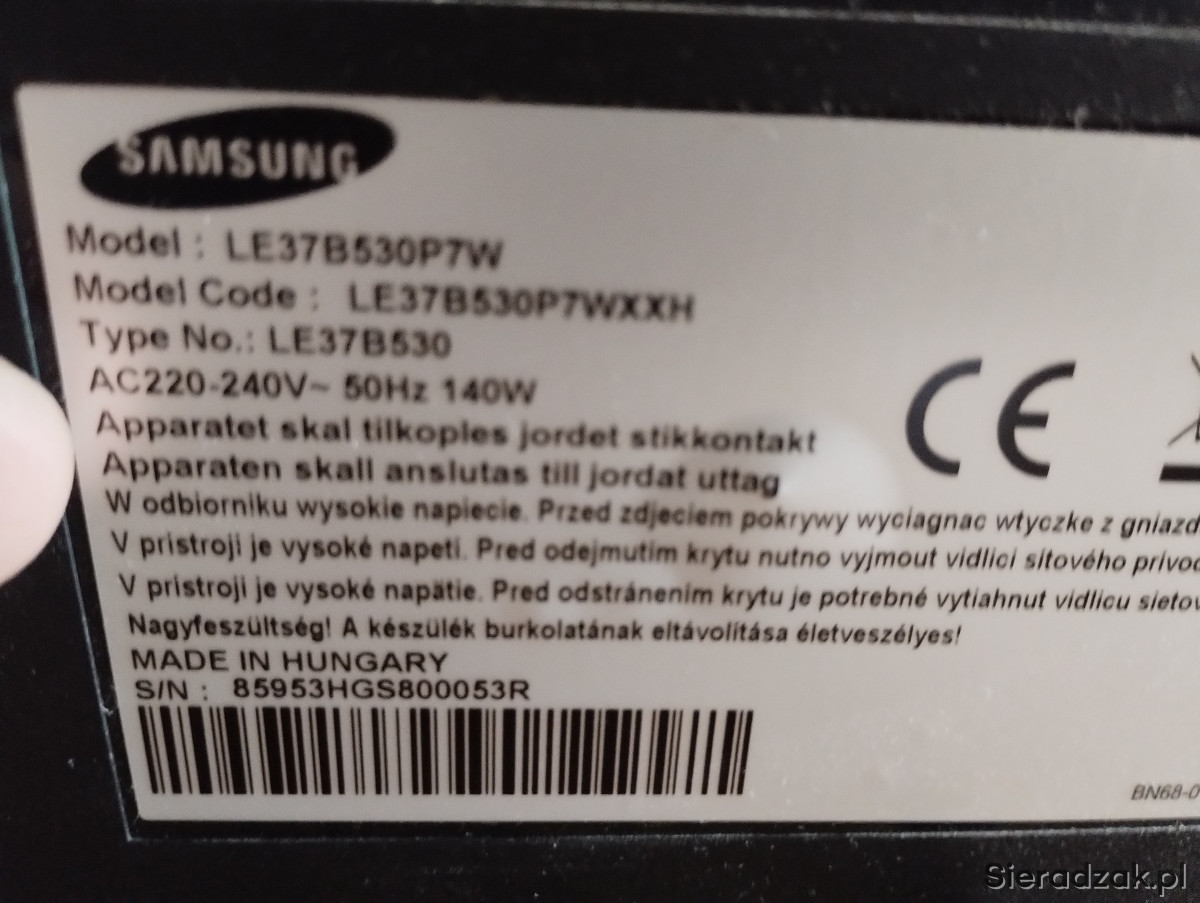 SAMSUNG
Model : LE37B530P7W
Model Code : LE37B530P7WXXH
Type No.: LE37B530
AC220-240V~ 50Hz 140W
Apparatet skal tilkoples jordet stikkontakt
Apparaten skall anslutas till jordat uttag
W odbiorniku wysokie napiecie. Przed zdjeciem pokrywy wyciagnac wtyczke z gniazd
V pristroji je vysoké napeti. Pred odejmutim krytu nutno vyjmout vidlici sitového privod
V pristroji je vysoké napätie. Pred odstránenim krytu je potrebné vytiahnut vidlicu sietov
Nagyfeszültség! A készülék burkolatának eltávolitása életveszélyes!
MADE IN HUNGARY
S/N : 85953HGS800053R
CE
BN68-0
Sieradzak.pl